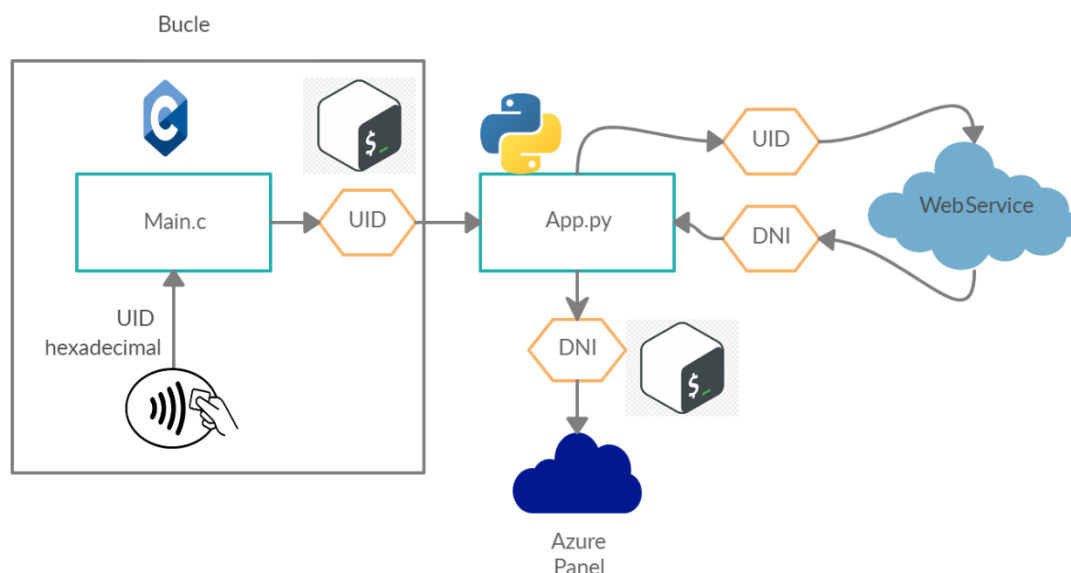 Bucle
C
$_
UID
WebService
Main.c
UID
App.py
DNI
UID
hexadecimal
DNI
$_
Azure
Panel